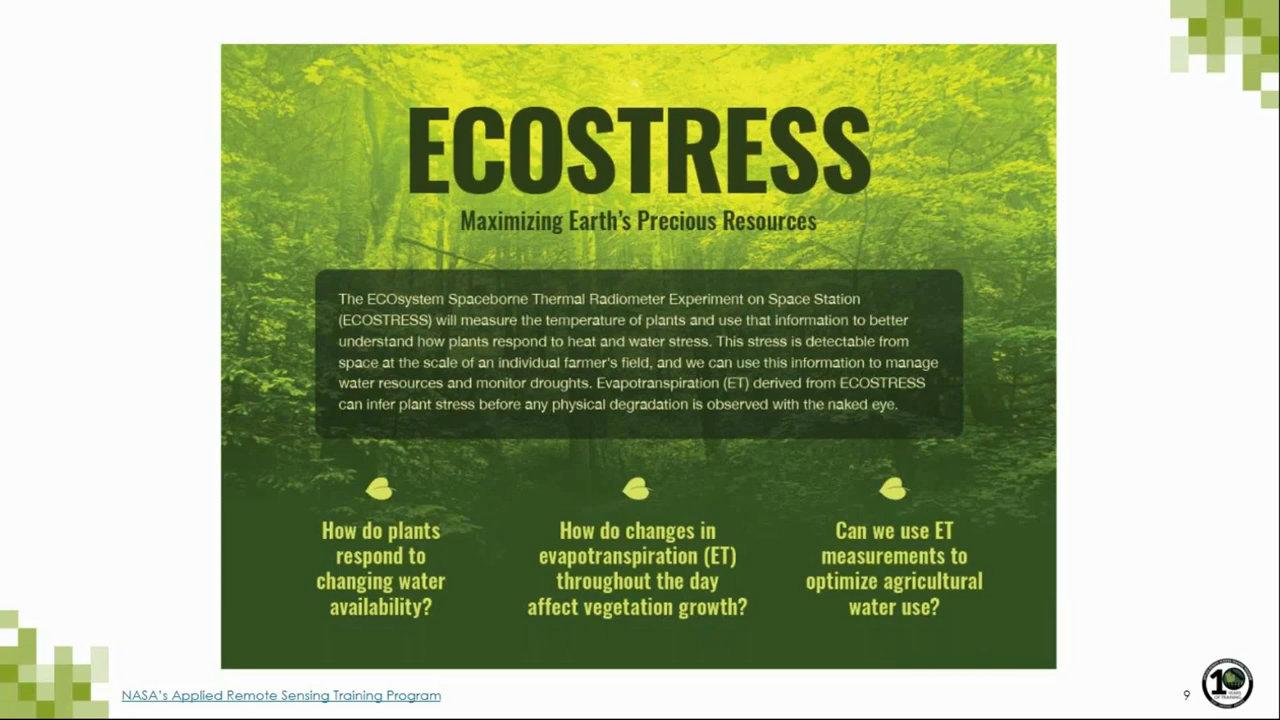 ECOSTRESS
Maximizing Earth's Precious Resources
The ECOsystem Spaceborne Thermal Radiometer Experiment on Space Station
(ECOSTRESS) will measure the temperature of plants and use that information to better
understand how plants respond to heat and water stress. This stress is detectable from
space at the scale of an individual farmer's field, and we can use this information to manage
water resources and monitor droughts. Evapotranspiration (ET) derived from ECOSTRESS
can infer plant stress before any physical degradation is observed with the naked eye.
How do plants
respond to
changing water
availability?
How do changes in
evapotranspiration (ET)
throughout the day
affect vegetation growth?
Can we use ET
measurements to
optimize agricultural
water use?
NASA's Applied Remote Sensing Training Program
9
10
YEARS
OF TRAINING